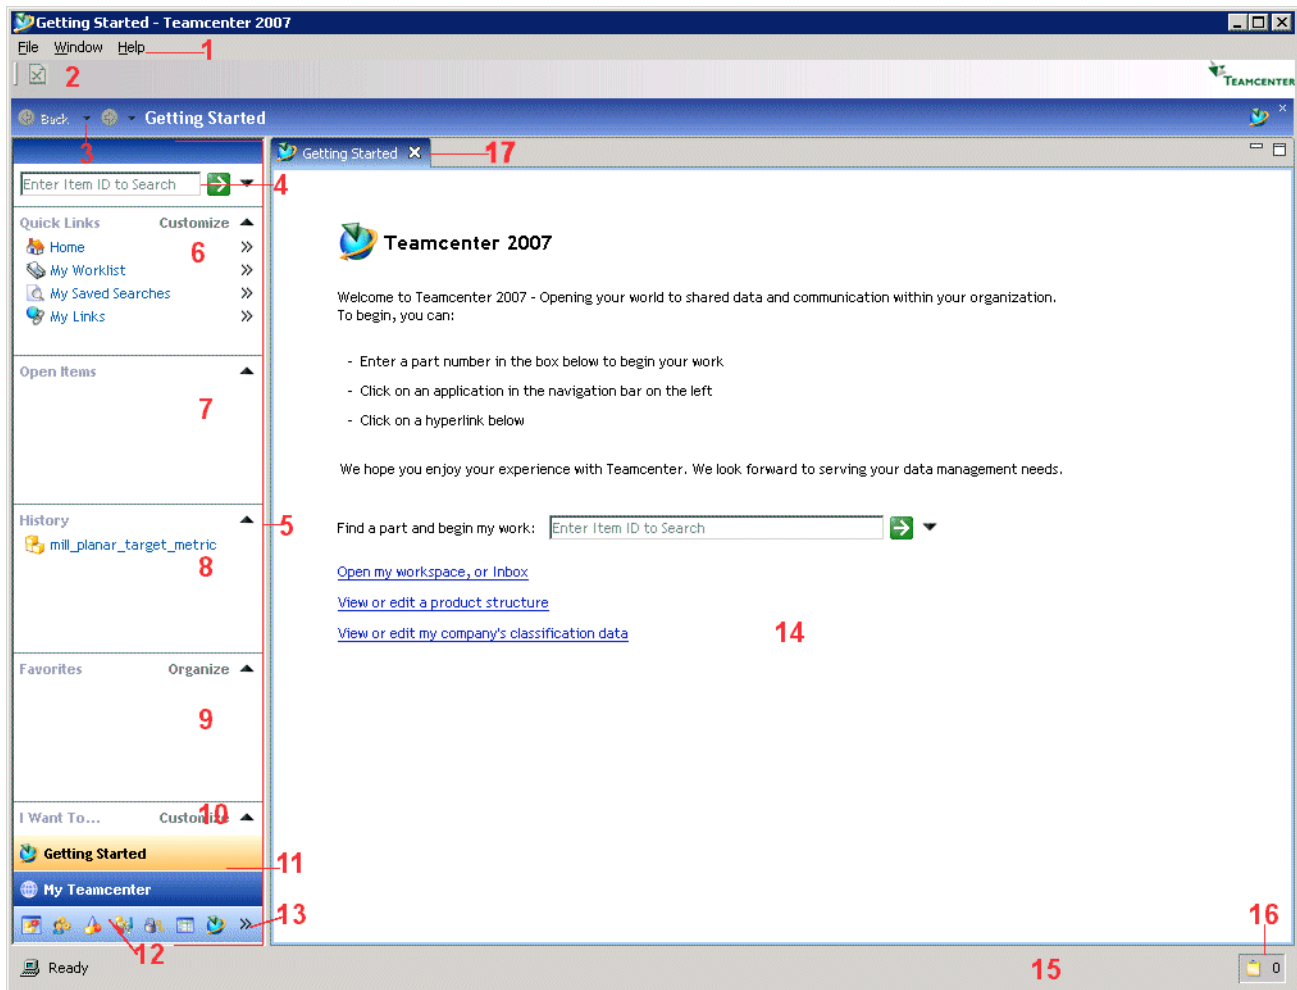 Getting Started - Teamcenter 2007
File Window Help 1
2
TEAMCENTER
Back Getting Started
3
Getting Started 17
Enter Item ID to Search 4
Quick Links Customize
6
Home
My Worklist
My Saved Searches
My Links
Open Items
7
History
5
mill_planar_target_metric
8
Favorites Organize
9
I Want To... Customize
10
Getting Started
11
My Teamcenter
13
12
Teamcenter 2007
Welcome to Teamcenter 2007 - Opening your world to shared data and communication within your organization.
To begin, you can:
- Enter a part number in the box below to begin your work
- Click on an application in the navigation bar on the left
- Click on a hyperlink below
We hope you enjoy your experience with Teamcenter. We look forward to serving your data management needs.
Find a part and begin my work: Enter Item ID to Search
Open my workspace, or Inbox
View or edit a product structure
View or edit my company's classification data
14
16
Ready 15 0